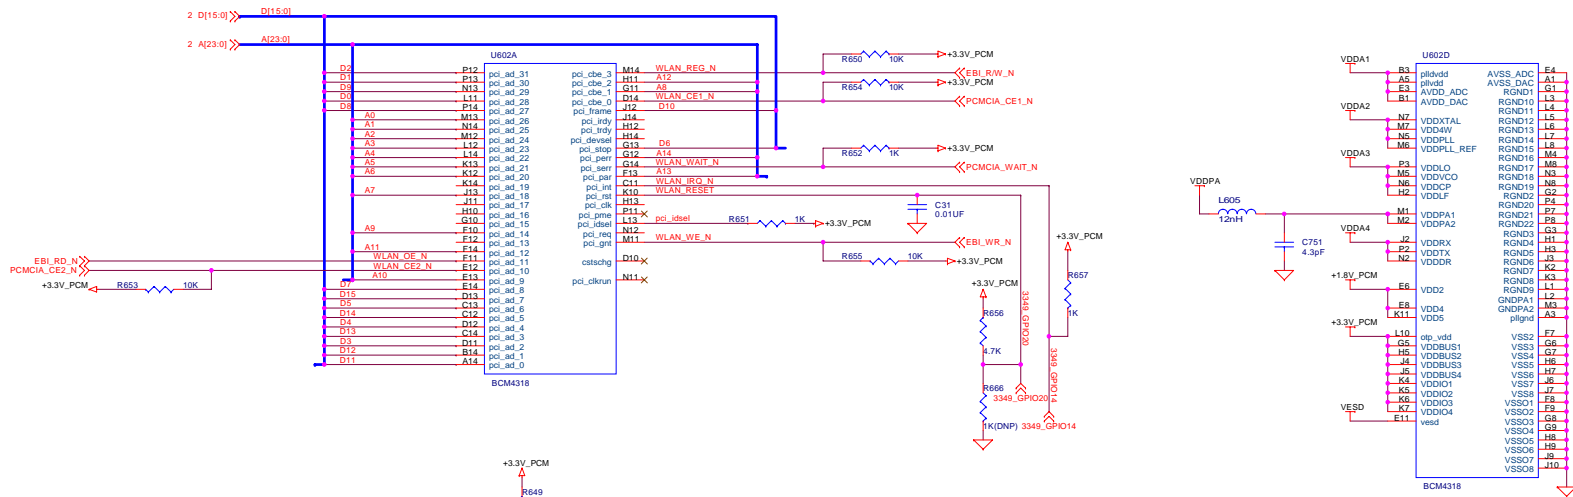 2 D[15:0] D[15:0]
2 A[23:0] A[23:0]
U602A
D2 P12 pci_ad_31
D1 P13 pci_ad_30
D9 N13 pci_ad_29
D0 L11 pci_ad_28
D8 P14 pci_ad_27
A0 M13 pci_ad_26
A1 N14 pci_ad_25
A2 M12 pci_ad_24
A3 L12 pci_ad_23
A4 L14 pci_ad_22
A5 K13 pci_ad_21
A6 K12 pci_ad_20
K14 pci_ad_19
A7 J13 pci_ad_18
J11 pci_ad_17
H10 pci_ad_16
G10 pci_ad_15
A9 F10 pci_ad_14
F12 pci_ad_13
A11 F14 pci_ad_12
EBI_RD_N WLAN_OE_N F11 pci_ad_11
PCMCIA_CE2_N WLAN_CE2_N E12 pci_ad_10
A10 E13 pci_ad_9
D7 E14 pci_ad_8
D15 D13 pci_ad_7
D5 C13 pci_ad_6
D14 C12 pci_ad_5
D4 D12 pci_ad_4
D13 C14 pci_ad_3
D3 D11 pci_ad_2
D12 B14 pci_ad_1
D11 A14 pci_ad_0
+3.3V_PCM R653 10K
BCM4318
pci_cbe_3 M14 WLAN_REG_N
pci_cbe_2 H11 A12
pci_cbe_1 G11 A8
pci_cbe_0 D14 WLAN_CE1_N
pci_frame J12 D10
pci_irdy J14
pci_trdy H12
pci_devsel H14
pci_stop G13 D6
pci_perr G12 A14
pci_serr G14 WLAN_WAIT_N
pci_par F13 A13
pci_int C11 WLAN_IRQ_N
pci_rst K10 WLAN_RESET
pci_clk H13
pci_pme P11
pci_idsel L13 pci_idsel
pci_req N12
pci_gnt M11 WLAN_WE_N
cstschg D10
pci_clkrun N11
R650 10K +3.3V_PCM
EBI_R/W_N
R654 10K +3.3V_PCM
PCMCIA_CE1_N
R652 1K +3.3V_PCM
PCMCIA_WAIT_N
C31
0.01UF
R651 1K +3.3V_PCM
EBI_WR_N
R655 10K +3.3V_PCM
+3.3V_PCM
R657
1K
+3.3V_PCM
R656
4.7K
R666
1K(DNP)
3349_GPIO20
3349_GPIO14
3349_GPIO20
3349_GPIO14
+3.3V_PCM
R649
VDDPA
L605
12nH
C751
4.3pF
U602D
VDDA1 B3 plldvdd
A5 pllvdd
E3 AVDD_ADC
B1 AVDD_DAC
VDDA2 N7 VDDXTAL
M7 VDD4W
N5 VDDPLL
M6 VDDPLL_REF
VDDA3 P3 VDDLO
M5 VDDVCO
N6 VDDCP
H2 VDDLF
M1 VDDPA1
M2 VDDPA2
VDDA4 J2 VDDRX
P2 VDDTX
N2 VDDDR
+1.8V_PCM E6 VDD2
E8 VDD4
K11 VDD5
+3.3V_PCM L10 otp_vdd
G5 VDDBUS1
H5 VDDBUS2
J4 VDDBUS3
J5 VDDBUS4
K4 VDDIO1
K5 VDDIO2
K6 VDDIO3
K7 VDDIO4
VESD E11 vesd
AVSS_ADC E4
AVSS_DAC A1
RGND1 G1
RGND10 L3
RGND11 L4
RGND12 L5
RGND13 L6
RGND14 L7
RGND15 L8
RGND16 M4
RGND17 M8
RGND18 N3
RGND19 N8
RGND2 G2
RGND20 P4
RGND21 P7
RGND22 P8
RGND3 G3
RGND4 H1
RGND5 H3
RGND6 J3
RGND7 K2
RGND8 K3
RGND9 L1
GNDPA1 L2
GNDPA2 M3
pllgnd A3
VSS2 F7
VSS3 G6
VSS4 G7
VSS5 H6
VSS6 H7
VSS7 J6
VSS8 J7
VSSO1 F8
VSSO2 F9
VSSO3 G8
VSSO4 G9
VSSO5 H8
VSSO6 H9
VSSO7 J9
VSSO8 J10
BCM4318